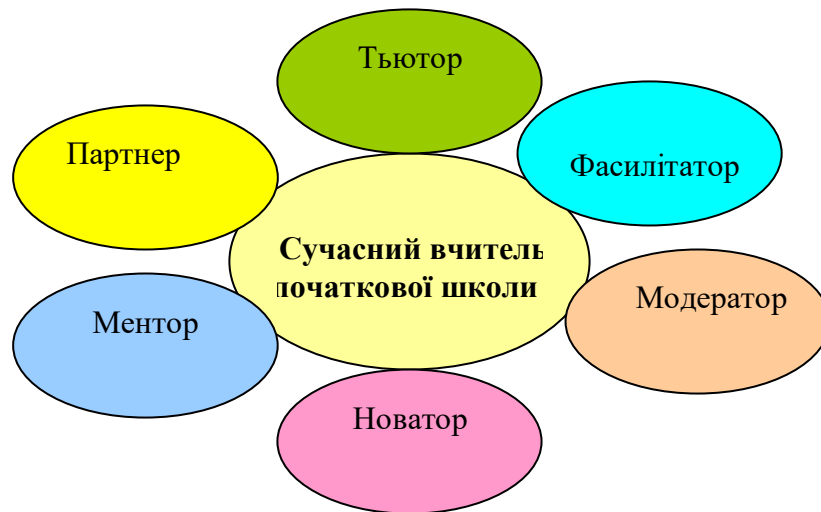 Тьютор
Партнер
Фасилітатор
Сучасний вчитель
початкової школи
Ментор
Модератор
Новатор